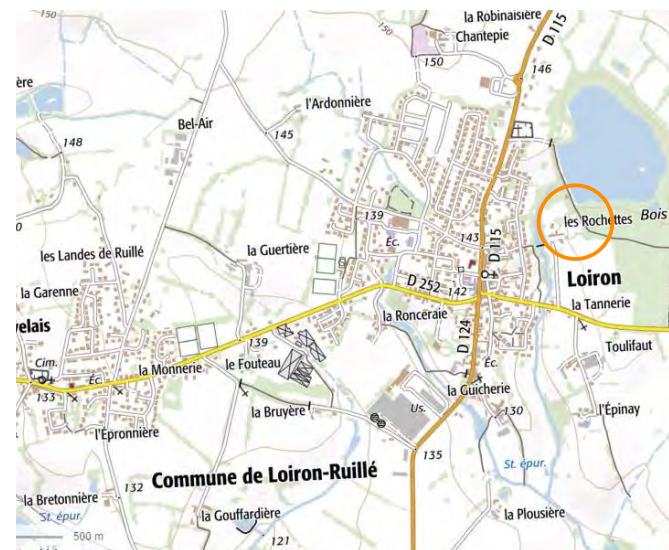 150
la Robinaisière
Chantepie
D 115
150
150
146
ère
l'Ardonnière
Bel-Air
145
148
139
les Rochettes
Bois
0
143
D 115
les Landes de Ruillé
la Guertière
Éc.
Loiron
la Garenne
D 252
142
la Tannerie
la Ronceraie
velais
139
D 124
Toulifaut
Cim.
la Monnerie
le Fouteau
Éc.
133
Éc.
la Guicherie
la Bruyère
Us.
130
l'Épinay
l'Épronnière
135
St. épur.
Commune de Loiron-Ruillé
132
la Bretonnière
la Gouffardière
la Plousière
St. épur.
500 m
121